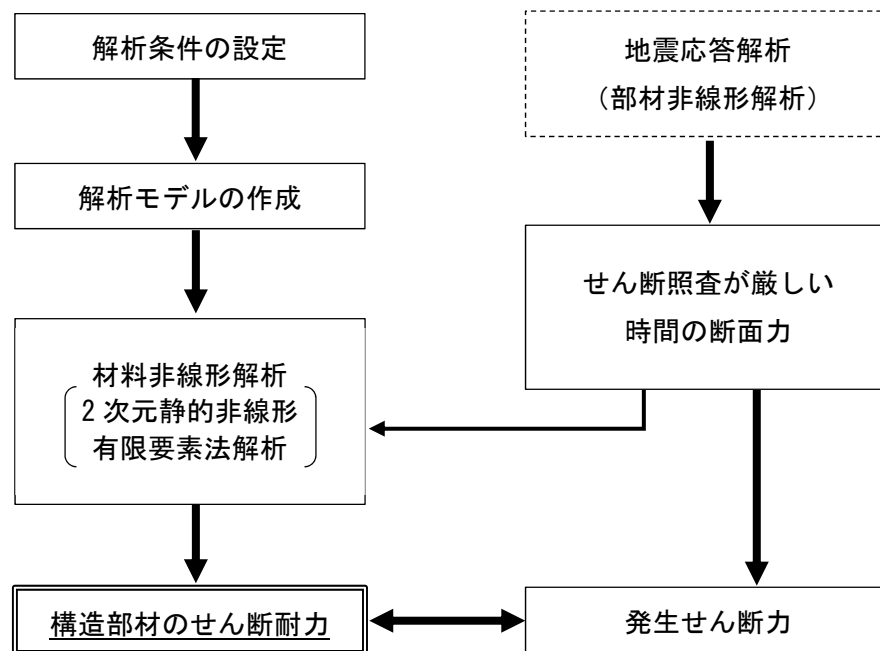 解析条件の設定
解析モデルの作成
材料非線形解析
2次元静的非線形
有限要素法解析
構造部材のせん断耐力
地震応答解析
（部材非線形解析）
せん断照査が厳しい
時間の断面力
発生せん断力